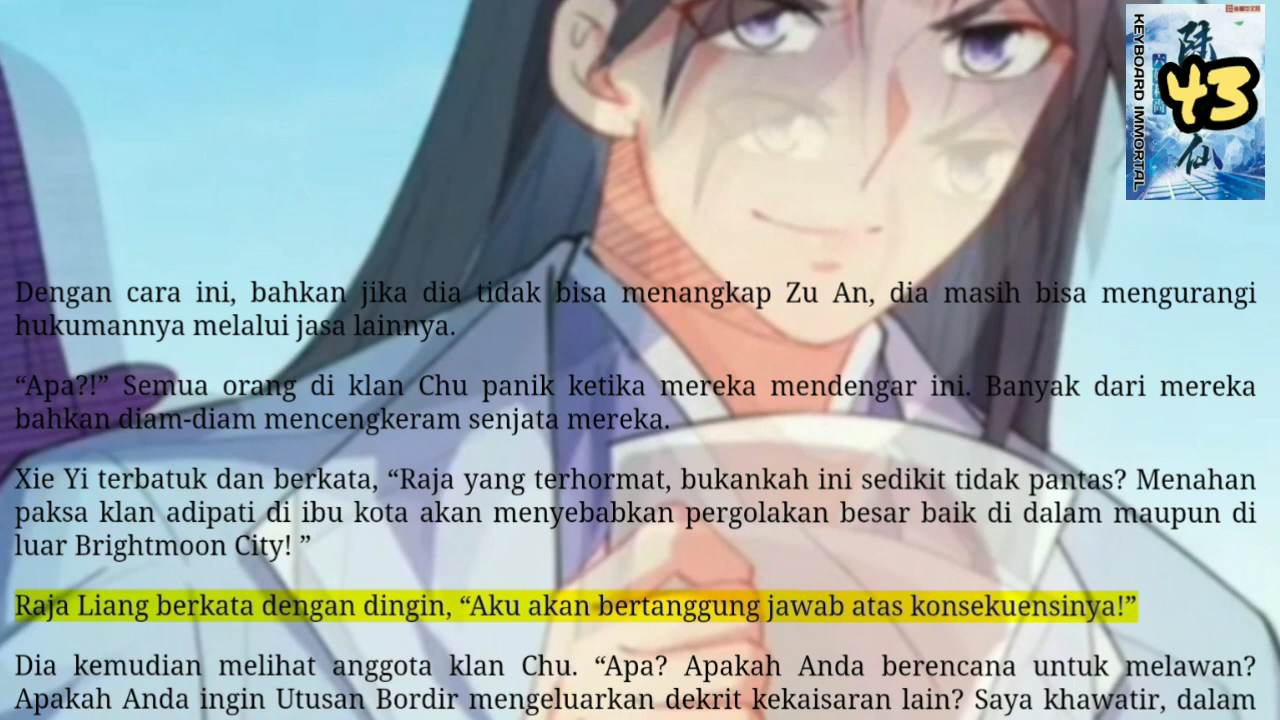 KEYBOARD IMMORTAL
陆
43
仙
Dengan cara ini, bahkan jika dia tidak bisa menangkap Zu An, dia masih bisa mengurangi
hukumannya melalui jasa lainnya.
“Apa?!” Semua orang di klan Chu panik ketika mereka mendengar ini. Banyak dari mereka
bahkan diam-diam mencengkeram senjata mereka.
Xie Yi terbatuk dan berkata, “Raja yang terhormat, bukankah ini sedikit tidak pantas? Menahan
paksa klan adipati di ibu kota akan menyebabkan pergolakan besar baik di dalam maupun di
luar Brightmoon City! ”
Raja Liang berkata dengan dingin, “Aku akan bertanggung jawab atas konsekuensinya!”
Dia kemudian melihat anggota klan Chu. “Apa? Apakah Anda berencana untuk melawan?
Apakah Anda ingin Utusan Bordir mengeluarkan dekrit kekaisaran lain? Saya khawatir, dalam